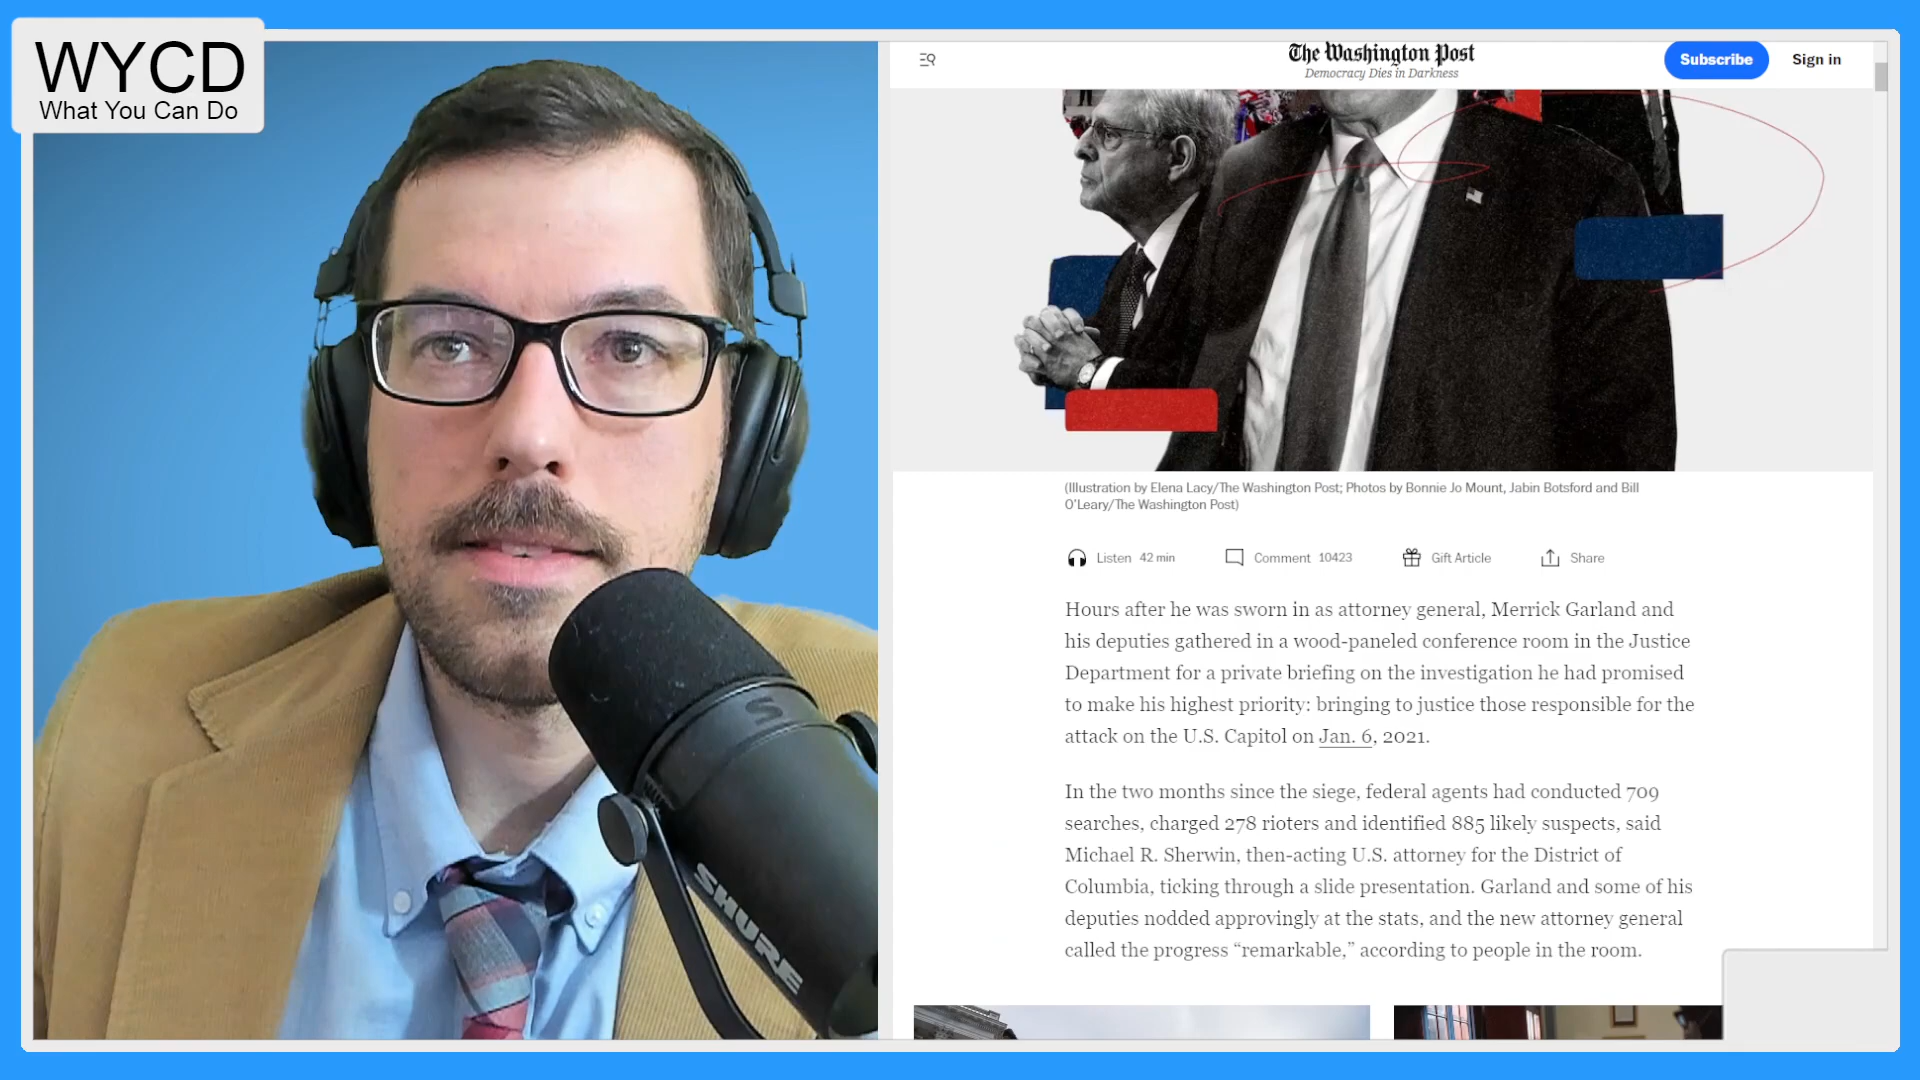 WYCD
What You Can Do
The Washington Post
Democracy Dies in Darkness
Subscribe
Sign in
(Illustration by Elena Lacy/The Washington Post; Photos by Bonnie Jo Mount, Jabin Botsford and Bill
O'Leary/The Washington Post)
Listen 42 min
Comment 10423
Gift Article
Share
Hours after he was sworn in as attorney general, Merrick Garland and
his deputies gathered in a wood-paneled conference room in the Justice
Department for a private briefing on the investigation he had promised
to make his highest priority: bringing to justice those responsible for the
attack on the U.S. Capitol on Jan. 6, 2021.
In the two months since the siege, federal agents had conducted 709
searches, charged 278 rioters and identified 885 likely suspects, said
Michael R. Sherwin, then-acting U.S. attorney for the District of
Columbia, ticking through a slide presentation. Garland and some of his
deputies nodded approvingly at the stats, and the new attorney general
called the progress “remarkable,” according to people in the room.
SHURE